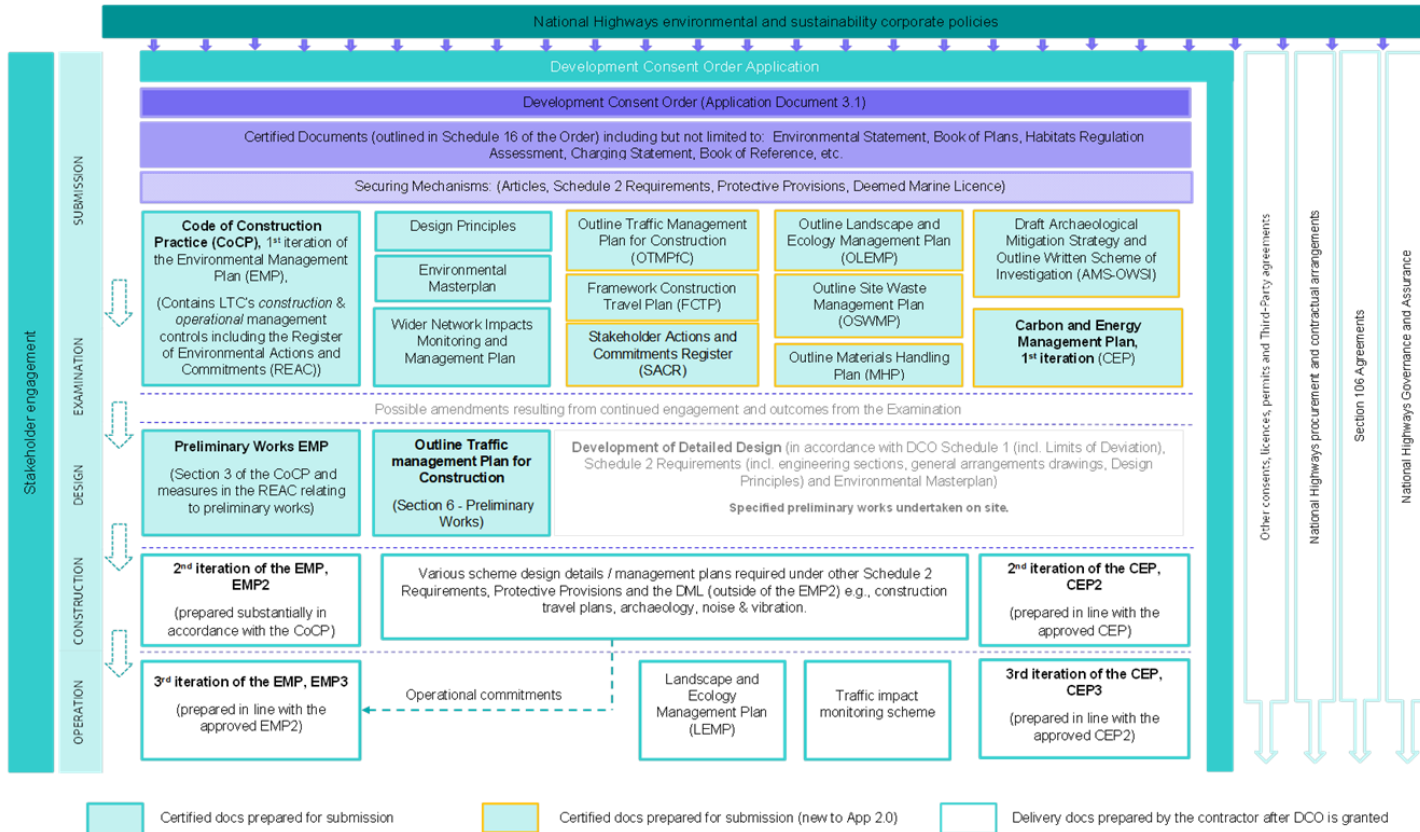 National Highways environmental and sustainability corporate policies
Stakeholder engagement
SUBMISSION
EXAMINATION
DESIGN
CONSTRUCTION
OPERATION
Development Consent Order Application
Development Consent Order (Application Document 3.1)
Certified Documents (outlined in Schedule 16 of the Order) including but not limited to: Environmental Statement, Book of Plans, Habitats Regulation
Assessment, Charging Statement, Book of Reference, etc.
Securing Mechanisms: (Articles, Schedule 2 Requirements, Protective Provisions, Deemed Marine Licence)
Code of Construction
Practice (CoCP), 1st iteration of
the Environmental Management
Plan (EMP),
(Contains LTC's construction &
operational management
controls including the Register
of Environmental Actions and
Commitments (REAC))
Design Principles
Environmental
Masterplan
Wider Network Impacts
Monitoring and
Management Plan
Outline Traffic Management
Plan for Construction
(OTMPfC)
Framework Construction
Travel Plan (FCTP)
Stakeholder Actions and
Commitments Register
(SACR)
Outline Landscape and
Ecology Management Plan
(OLEMP)
Outline Site Waste
Management Plan
(OSWMP)
Outline Materials Handling
Plan (MHP)
Draft Archaeological
Mitigation Strategy and
Outline Written Scheme of
Investigation (AMS-OWSI)
Carbon and Energy
Management Plan,
1st iteration (CEP)
Possible amendments resulting from continued engagement and outcomes from the Examination
Preliminary Works EMP
(Section 3 of the CoCP and
measures in the REAC relating
to preliminary works)
Outline Traffic
management Plan for
Construction
(Section 6 - Preliminary
Works)
Development of Detailed Design (in accordance with DCO Schedule 1 (incl. Limits of Deviation),
Schedule 2 Requirements (incl. engineering sections, general arrangements drawings, Design
Principles) and Environmental Masterplan)
Specified preliminary works undertaken on site.
2nd iteration of the EMP,
EMP2
(prepared substantially in
accordance with the CoCP)
Various scheme design details / management plans required under other Schedule 2
Requirements, Protective Provisions and the DML (outside of the EMP2) e.g., construction
travel plans, archaeology, noise & vibration.
2nd iteration of the CEP,
CEP2
(prepared in line with the
approved CEP)
3rd iteration of the EMP, EMP3
(prepared in line with the
approved EMP2)
Operational commitments
Landscape and
Ecology
Management Plan
(LEMP)
Traffic impact
monitoring scheme
3rd iteration of the CEP,
CEP3
(prepared in line with the
approved CEP2)
Other consents, licences, permits and Third-Party agreements
National Highways procurement and contractual arrangements
Section 106 Agreements
National Highways Governance and Assurance
Certified docs prepared for submission
Certified docs prepared for submission (new to App 2.0)
Delivery docs prepared by the contractor after DCO is granted